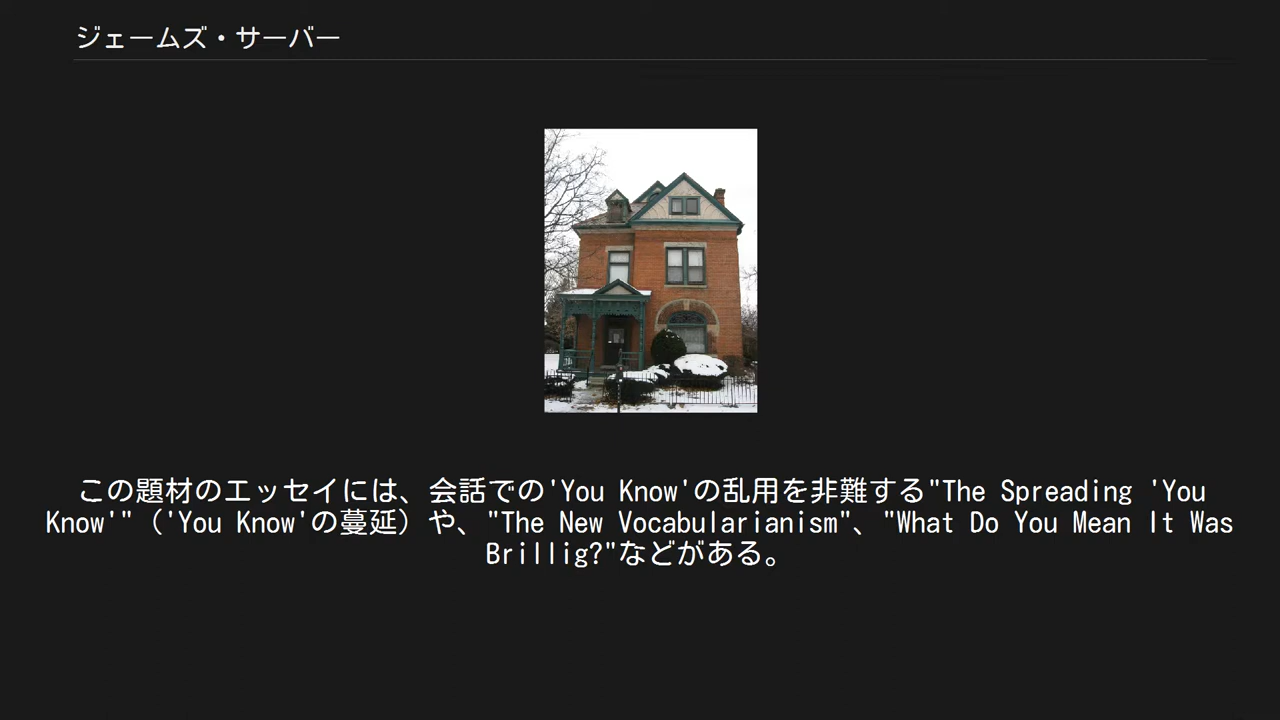 ジェームズ・サーバー
この題材のエッセイには、会話での'You Know'の乱用を非難する"The Spreading 'You
Know'"（'You Know'の蔓延）や、"The New Vocabularianism"、"What Do You Mean It Was
Brillig?"などがある。